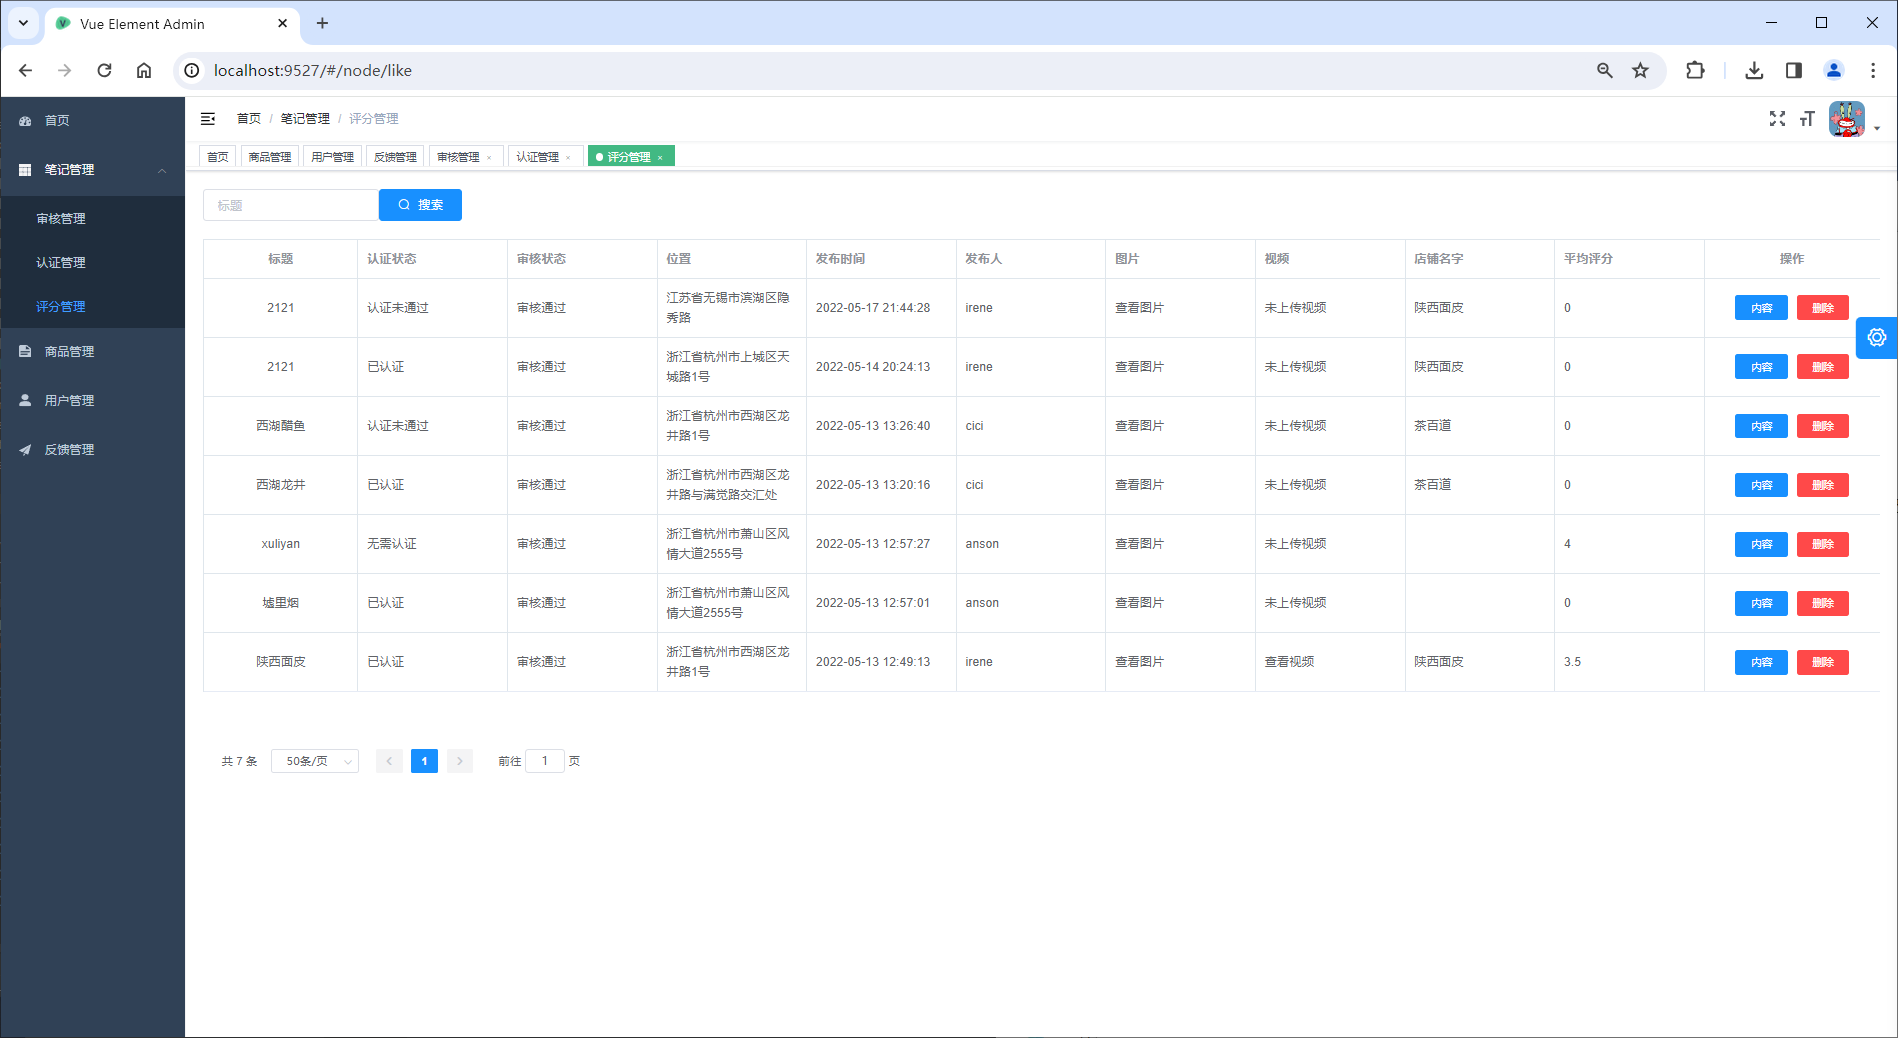 Vue Element Admin
localhost:9527/#/node/like
首页
笔记管理
审核管理
认证管理
评分管理
商品管理
用户管理
反馈管理
首页 / 笔记管理 / 评分管理
首页 商品管理 用户管理 反馈管理 审核管理 × 认证管理 × 评分管理 ×
标题 搜索
标题 认证状态 审核状态 位置 发布时间 发布人 图片 视频 店铺名字 平均评分 操作
2121 认证未通过 审核通过 江苏省无锡市滨湖区隐秀路 2022-05-17 21:44:28 irene 查看图片 未上传视频 陕西面皮 0 内容 删除
2121 已认证 审核通过 浙江省杭州市上城区天城路1号 2022-05-14 20:24:13 irene 查看图片 未上传视频 陕西面皮 0 内容 删除
西湖醋鱼 认证未通过 审核通过 浙江省杭州市西湖区龙井路1号 2022-05-13 13:26:40 cici 查看图片 未上传视频 茶百道 0 内容 删除
西湖龙井 已认证 审核通过 浙江省杭州市西湖区龙井路与满觉路交汇处 2022-05-13 13:20:16 cici 查看图片 未上传视频 茶百道 0 内容 删除
xuliyan 无需认证 审核通过 浙江省杭州市萧山区风情大道2555号 2022-05-13 12:57:27 anson 查看图片 未上传视频 4 内容 删除
墟里烟 已认证 审核通过 浙江省杭州市萧山区风情大道2555号 2022-05-13 12:57:01 anson 查看图片 未上传视频 0 内容 删除
陕西面皮 已认证 审核通过 浙江省杭州市西湖区龙井路1号 2022-05-13 12:49:13 irene 查看图片 查看视频 陕西面皮 3.5 内容 删除
共 7 条 50条/页 1 前往 1 页